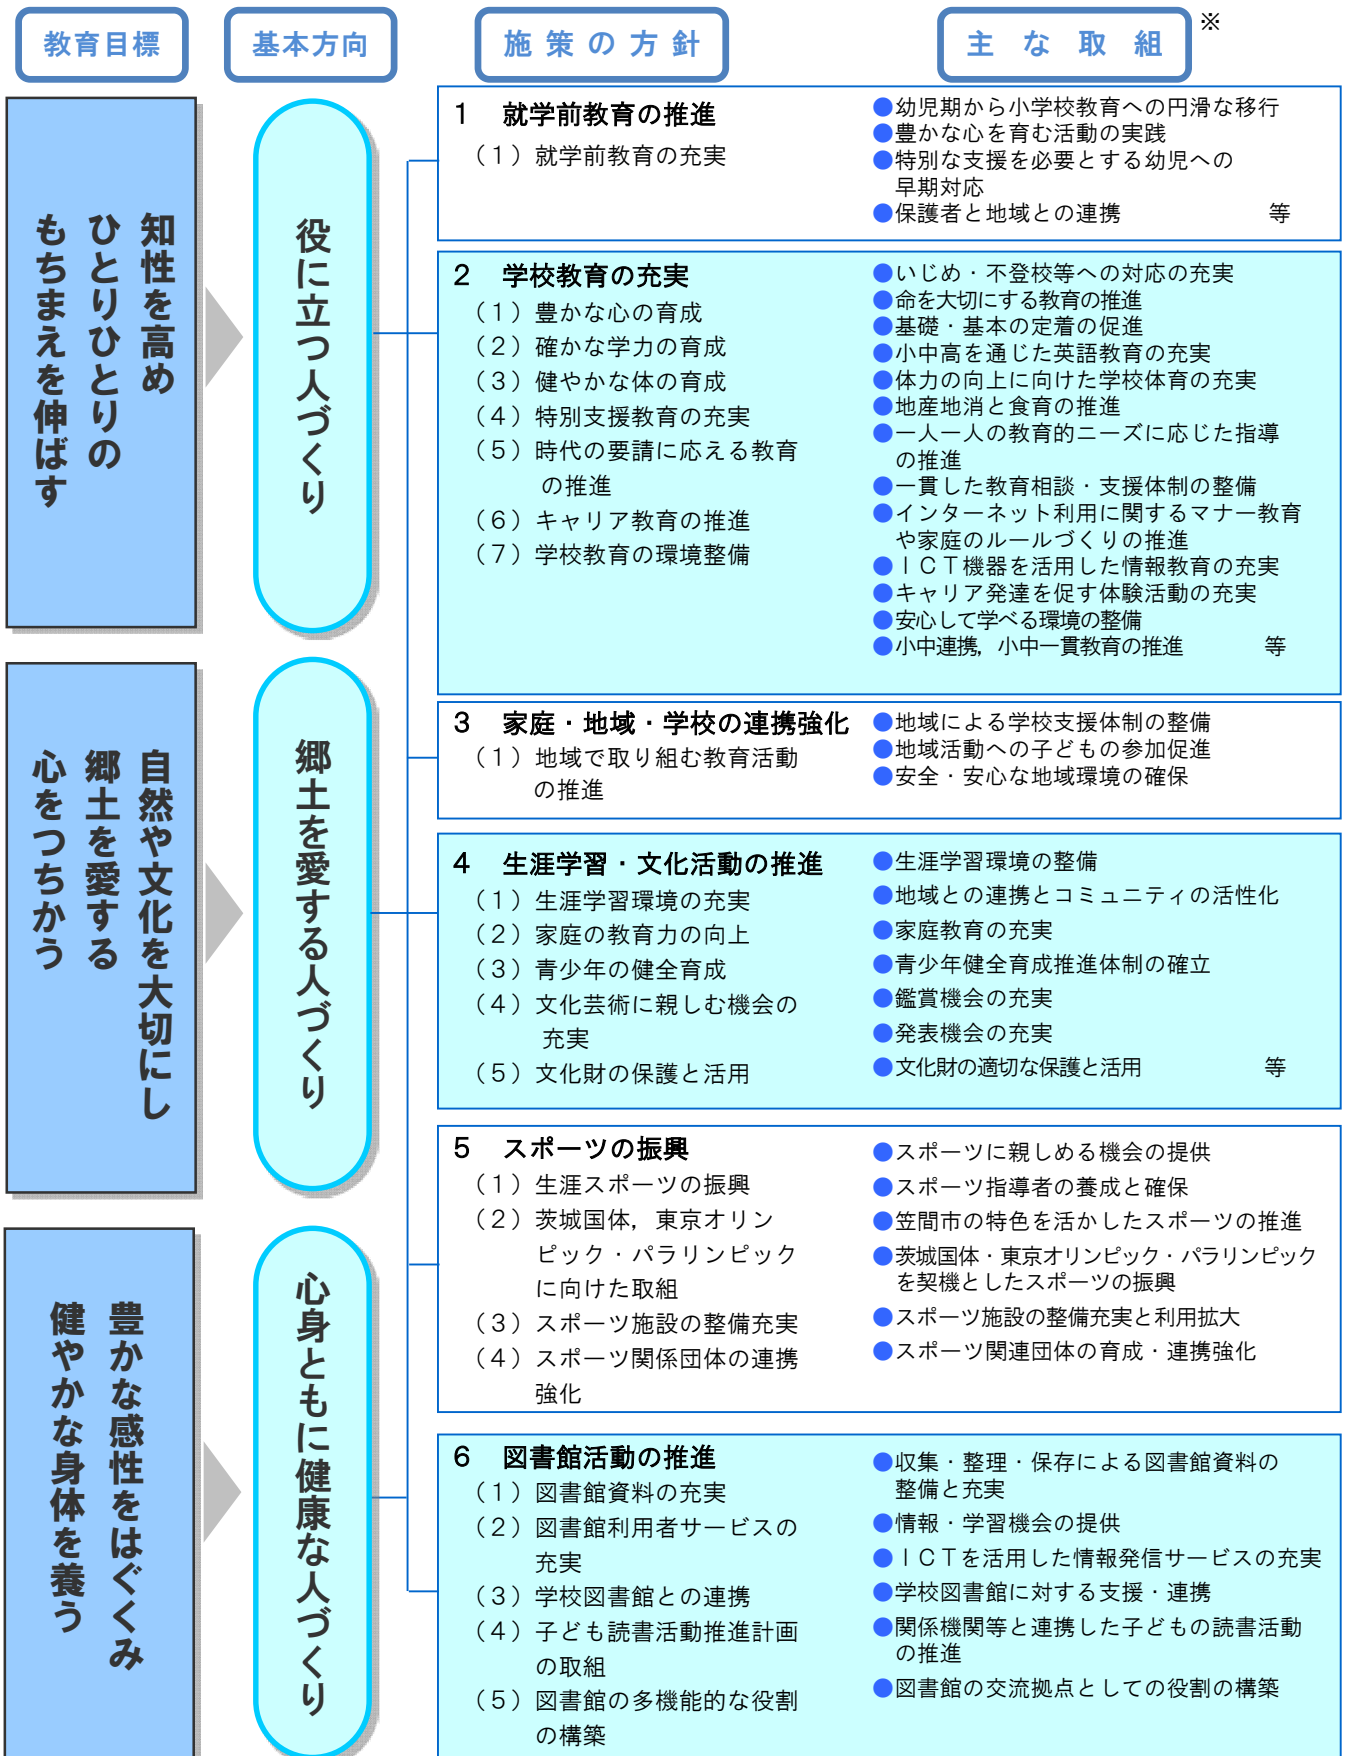 教育目標
基本方向
施策の方針
主な取組
※
知性を高め
ひとりひとりの
もちまえを伸ばす
役に立つ人づくり
自然や文化を大切にし
郷土を愛する
心をつちかう
郷土を愛する人づくり
豊かな感性をはぐくみ
健やかな身体を養う
心身ともに健康な人づくり
1 就学前教育の推進
(1)就学前教育の充実
●幼児期から小学校教育への円滑な移行
●豊かな心を育む活動の実践
●特別な支援を必要とする幼児への
早期対応
●保護者と地域との連携 等
2 学校教育の充実
(1)豊かな心の育成
(2)確かな学力の育成
(3)健やかな体の育成
(4)特別支援教育の充実
(5)時代の要請に応える教育
の推進
(6)キャリア教育の推進
(7)学校教育の環境整備
●いじめ・不登校等への対応の充実
●命を大切にする教育の推進
●基礎・基本の定着の促進
●小中高を通じた英語教育の充実
●体力の向上に向けた学校体育の充実
●地産地消と食育の推進
●一人一人の教育的ニーズに応じた指導
の推進
●一貫した教育相談・支援体制の整備
●インターネット利用に関するマナー教育
や家庭のルールづくりの推進
●ICT機器を活用した情報教育の充実
●キャリア発達を促す体験活動の充実
●安心して学べる環境の整備
●小中連携，小中一貫教育の推進 等
3 家庭・地域・学校の連携強化
(1)地域で取り組む教育活動
の推進
●地域による学校支援体制の整備
●地域活動への子どもの参加促進
●安全・安心な地域環境の確保
4 生涯学習・文化活動の推進
(1)生涯学習環境の充実
(2)家庭の教育力の向上
(3)青少年の健全育成
(4)文化芸術に親しむ機会の
充実
(5)文化財の保護と活用
●生涯学習環境の整備
●地域との連携とコミュニティの活性化
●家庭教育の充実
●青少年健全育成推進体制の確立
●鑑賞機会の充実
●発表機会の充実
●文化財の適切な保護と活用 等
5 スポーツの振興
(1)生涯スポーツの振興
(2)茨城国体，東京オリン
ピック・パラリンピック
に向けた取組
(3)スポーツ施設の整備充実
(4)スポーツ関係団体の連携
強化
●スポーツに親しめる機会の提供
●スポーツ指導者の養成と確保
●笠間市の特色を活かしたスポーツの推進
●茨城国体・東京オリンピック・パラリンピック
を契機としたスポーツの振興
●スポーツ施設の整備充実と利用拡大
●スポーツ関連団体の育成・連携強化
6 図書館活動の推進
(1)図書館資料の充実
(2)図書館利用者サービスの
充実
(3)学校図書館との連携
(4)子ども読書活動推進計画
の取組
(5)図書館の多機能的な役割
の構築
●収集・整理・保存による図書館資料の
整備と充実
●情報・学習機会の提供
●ICTを活用した情報発信サービスの充実
●学校図書館に対する支援・連携
●関係機関等と連携した子どもの読書活動
の推進
●図書館の交流拠点としての役割の構築